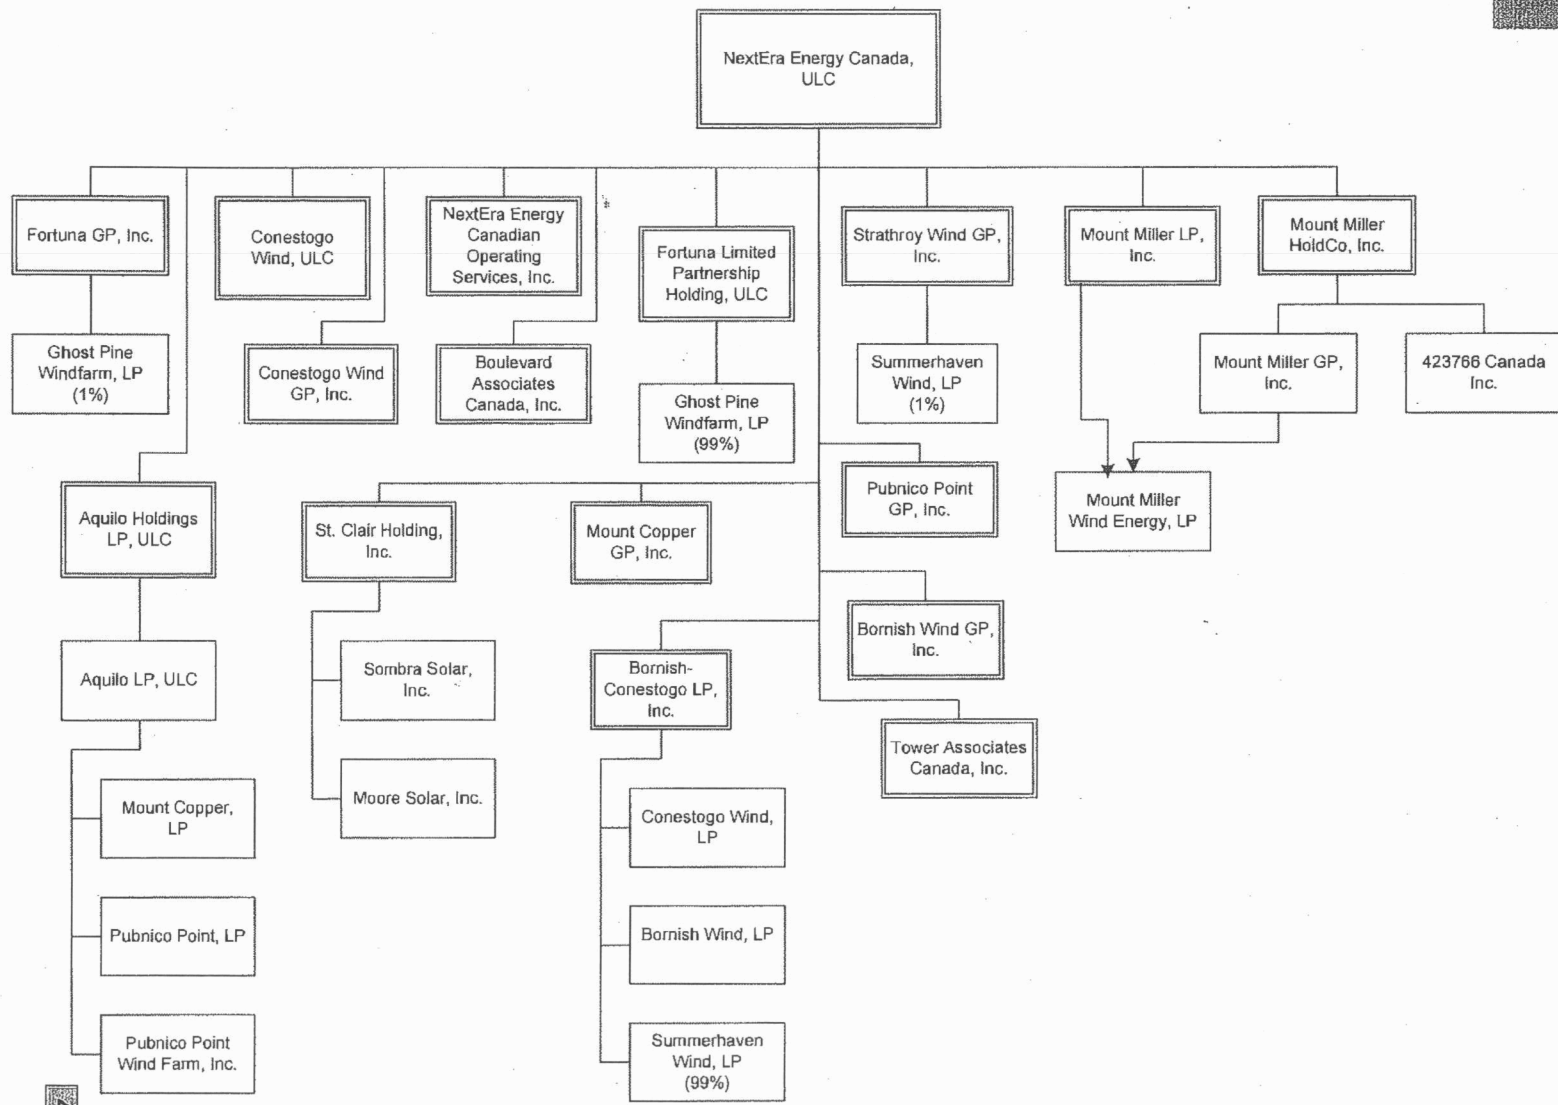 NextEra Energy Canada,
ULC
Fortuna GP, Inc.
Conestogo
Wind, ULC
NextEra Energy
Canadian
Operating
Services, Inc.
Fortuna Limited
Partnership
Holding, ULC
Strathroy Wind GP,
Inc.
Mount Miller LP,
Inc.
Mount Miller
HoldCo, Inc.
Ghost Pine
Windfarm, LP
(1%)
Conestogo Wind
GP, Inc.
Boulevard
Associates
Canada, Inc.
Ghost Pine
Windfarm, LP
(99%)
Summerhaven
Wind, LP
(1%)
Mount Miller GP,
Inc.
423766 Canada
Inc.
Aquilo Holdings
LP, ULC
St. Clair Holding,
Inc.
Mount Copper
GP, Inc.
Pubnico Point
GP, Inc.
Mount Miller
Wind Energy, LP
Aquilo LP, ULC
Sombra Solar,
Inc.
Bornish-
Conestogo LP,
Inc.
Bornish Wind GP,
Inc.
Tower Associates
Canada, Inc.
Mount Copper,
LP
Moore Solar, Inc.
Conestogo Wind,
LP
Pubnico Point, LP
Bornish Wind, LP
Pubnico Point
Wind Farm, Inc.
Summerhaven
Wind, LP
(99%)